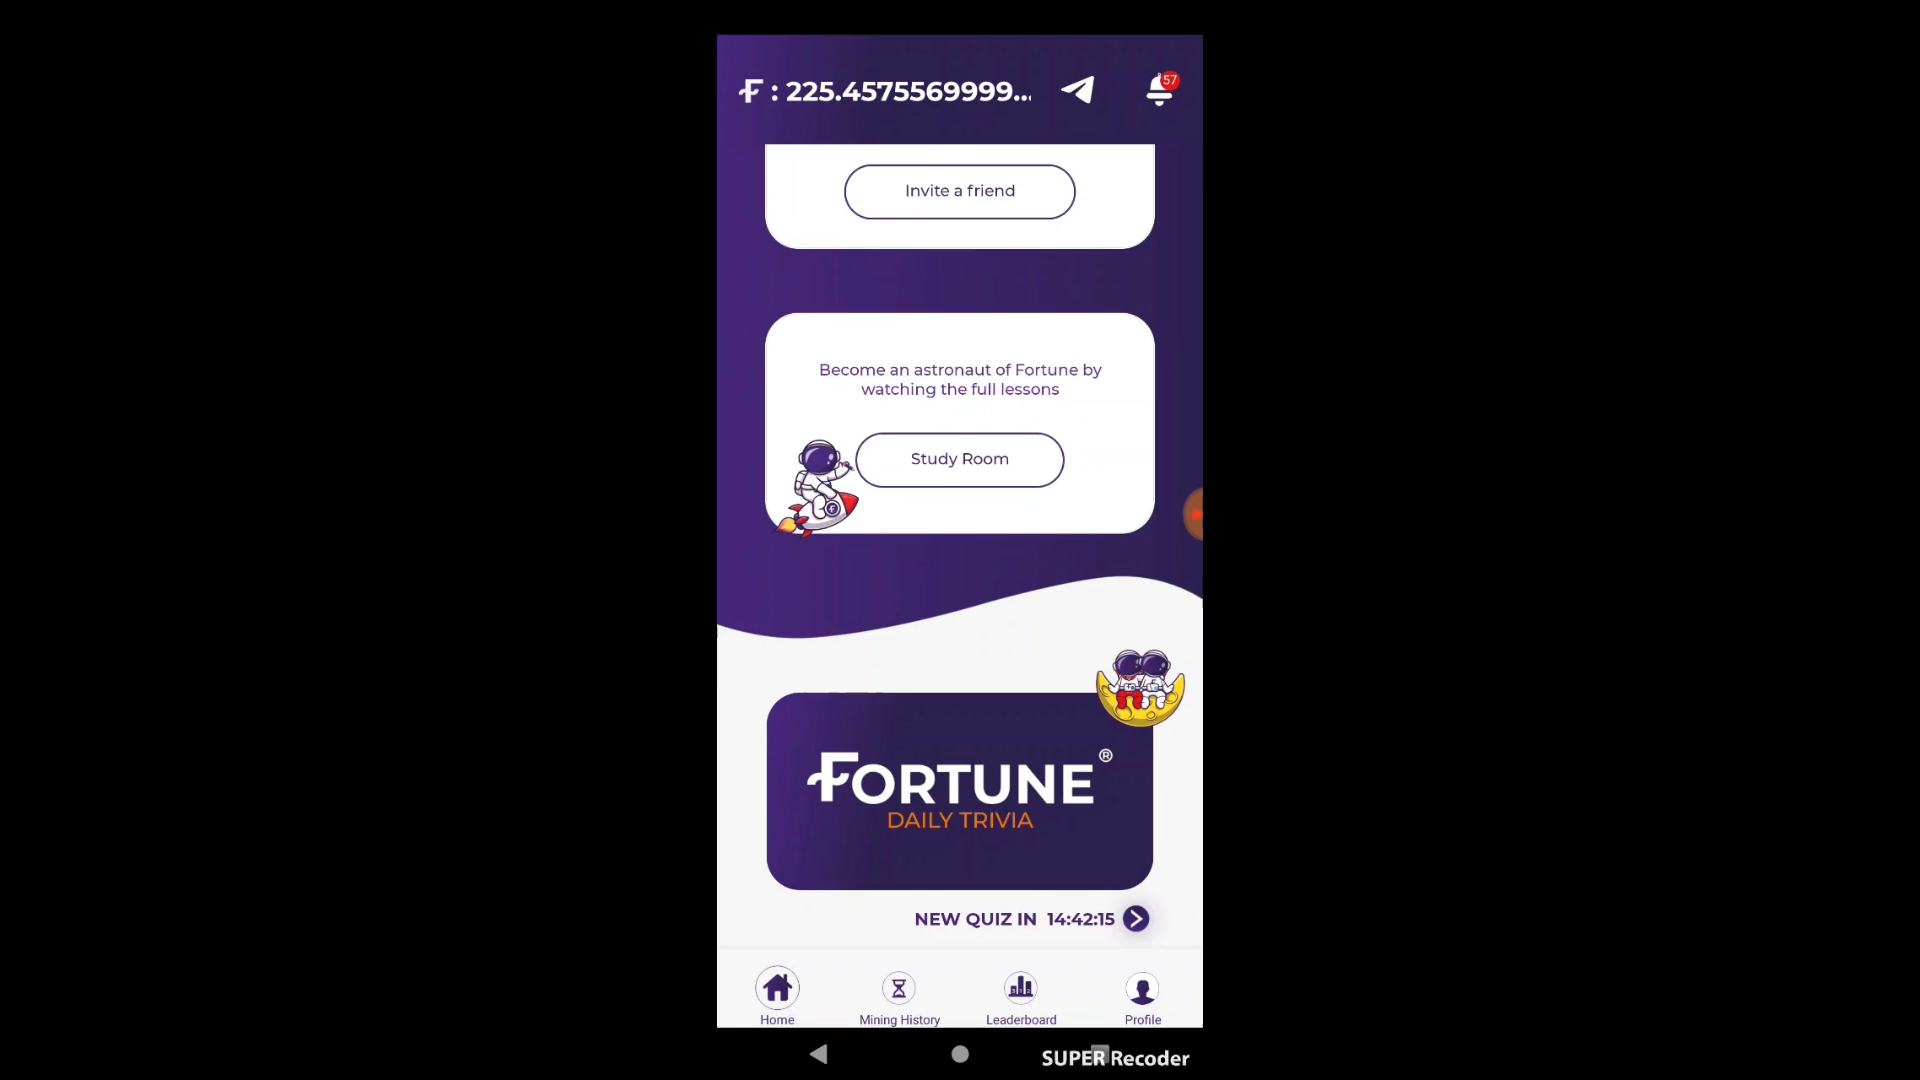 F : 225.4575569999...
57
Invite a friend
Become an astronaut of Fortune by
watching the full lessons
Study Room
FORTUNE ®
DAILY TRIVIA
NEW QUIZ IN 14:42:15
Home
Mining History
Leaderboard
Profile
SUPER Recoder